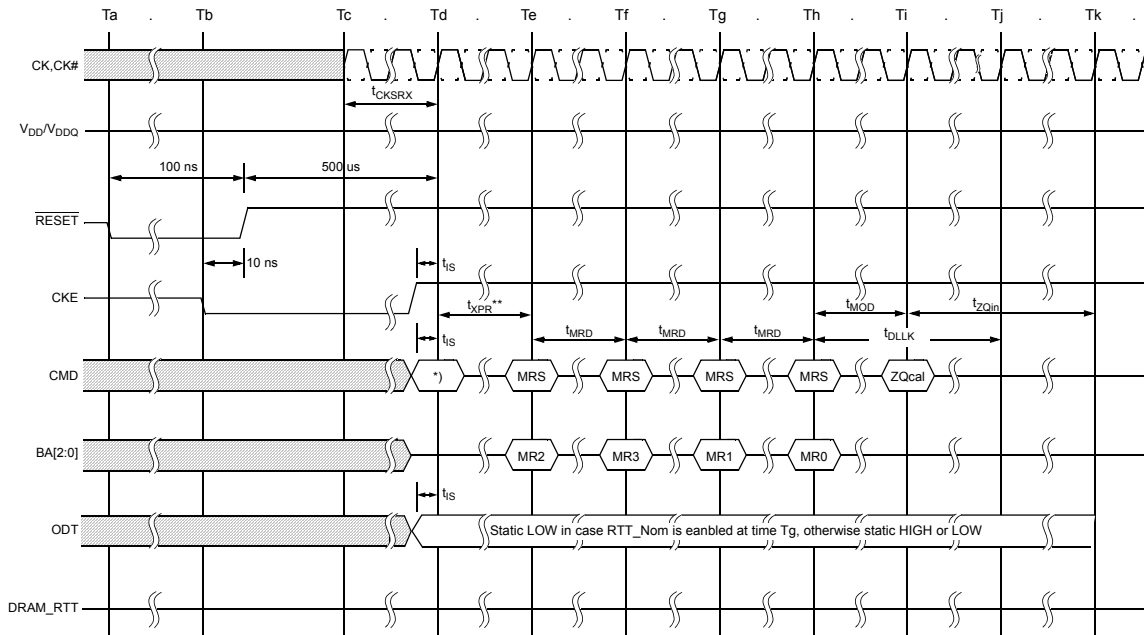 Ta . Tb . Tc . Td . Te . Tf . Tg . Th . Ti . Tj . Tk .
CK,CK#
tCKSRX
VDD/VDDQ
100 ns 500 us
RESET
10 ns tIS
CKE
tXPR** tMOD tZQin
tIS tMRD tMRD tMRD tDLLK
CMD *) MRS MRS MRS MRS ZQcal
BA[2:0] MR2 MR3 MR1 MR0
tIS
ODT Static LOW in case RTT_Nom is eanbled at time Tg, otherwise static HIGH or LOW
DRAM_RTT